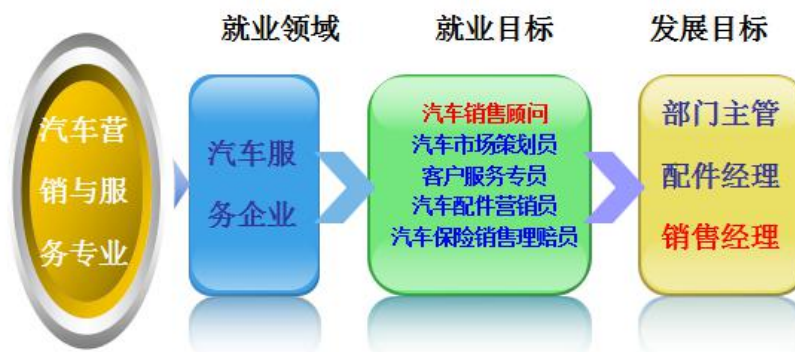 就业领域 就业目标 发展目标
汽车营
销与服
务专业
汽车服
务企业
汽车销售顾问
汽车市场策划员
客户服务专员
汽车配件营销员
汽车保险销售理赔员
部门主管
配件经理
销售经理